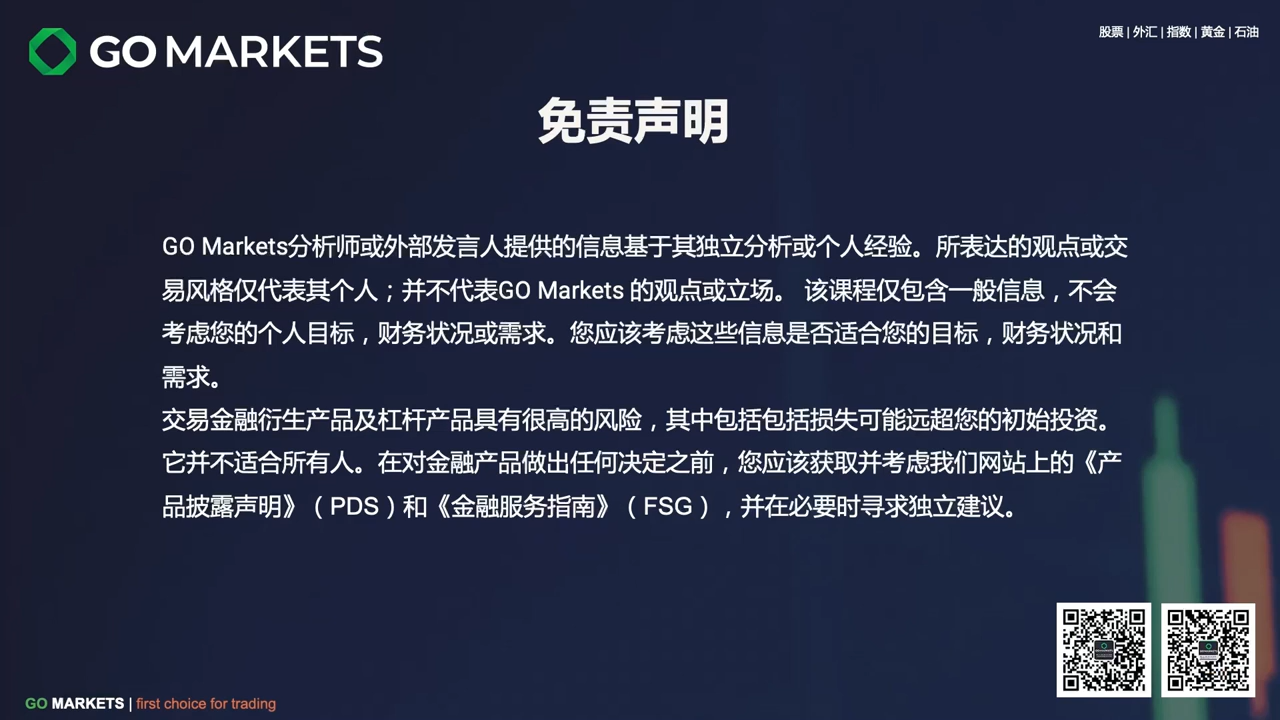 GO MARKETS
股票 | 外汇 | 指数 | 黄金 | 石油
免责声明
GO Markets分析师或外部发言人提供的信息基于其独立分析或个人经验。所表达的观点或交
易风格仅代表其个人；并不代表GO Markets 的观点或立场。 该课程仅包含一般信息，不会
考虑您的个人目标，财务状况或需求。您应该考虑这些信息是否适合您的目标，财务状况和
需求。
交易金融衍生产品及杠杆产品具有很高的风险，其中包括包括损失可能远超您的初始投资。
它并不适合所有人。在对金融产品做出任何决定之前，您应该获取并考虑我们网站上的《产
品披露声明》（PDS）和《金融服务指南》（FSG），并在必要时寻求独立建议。
GO MARKETS | first choice for trading